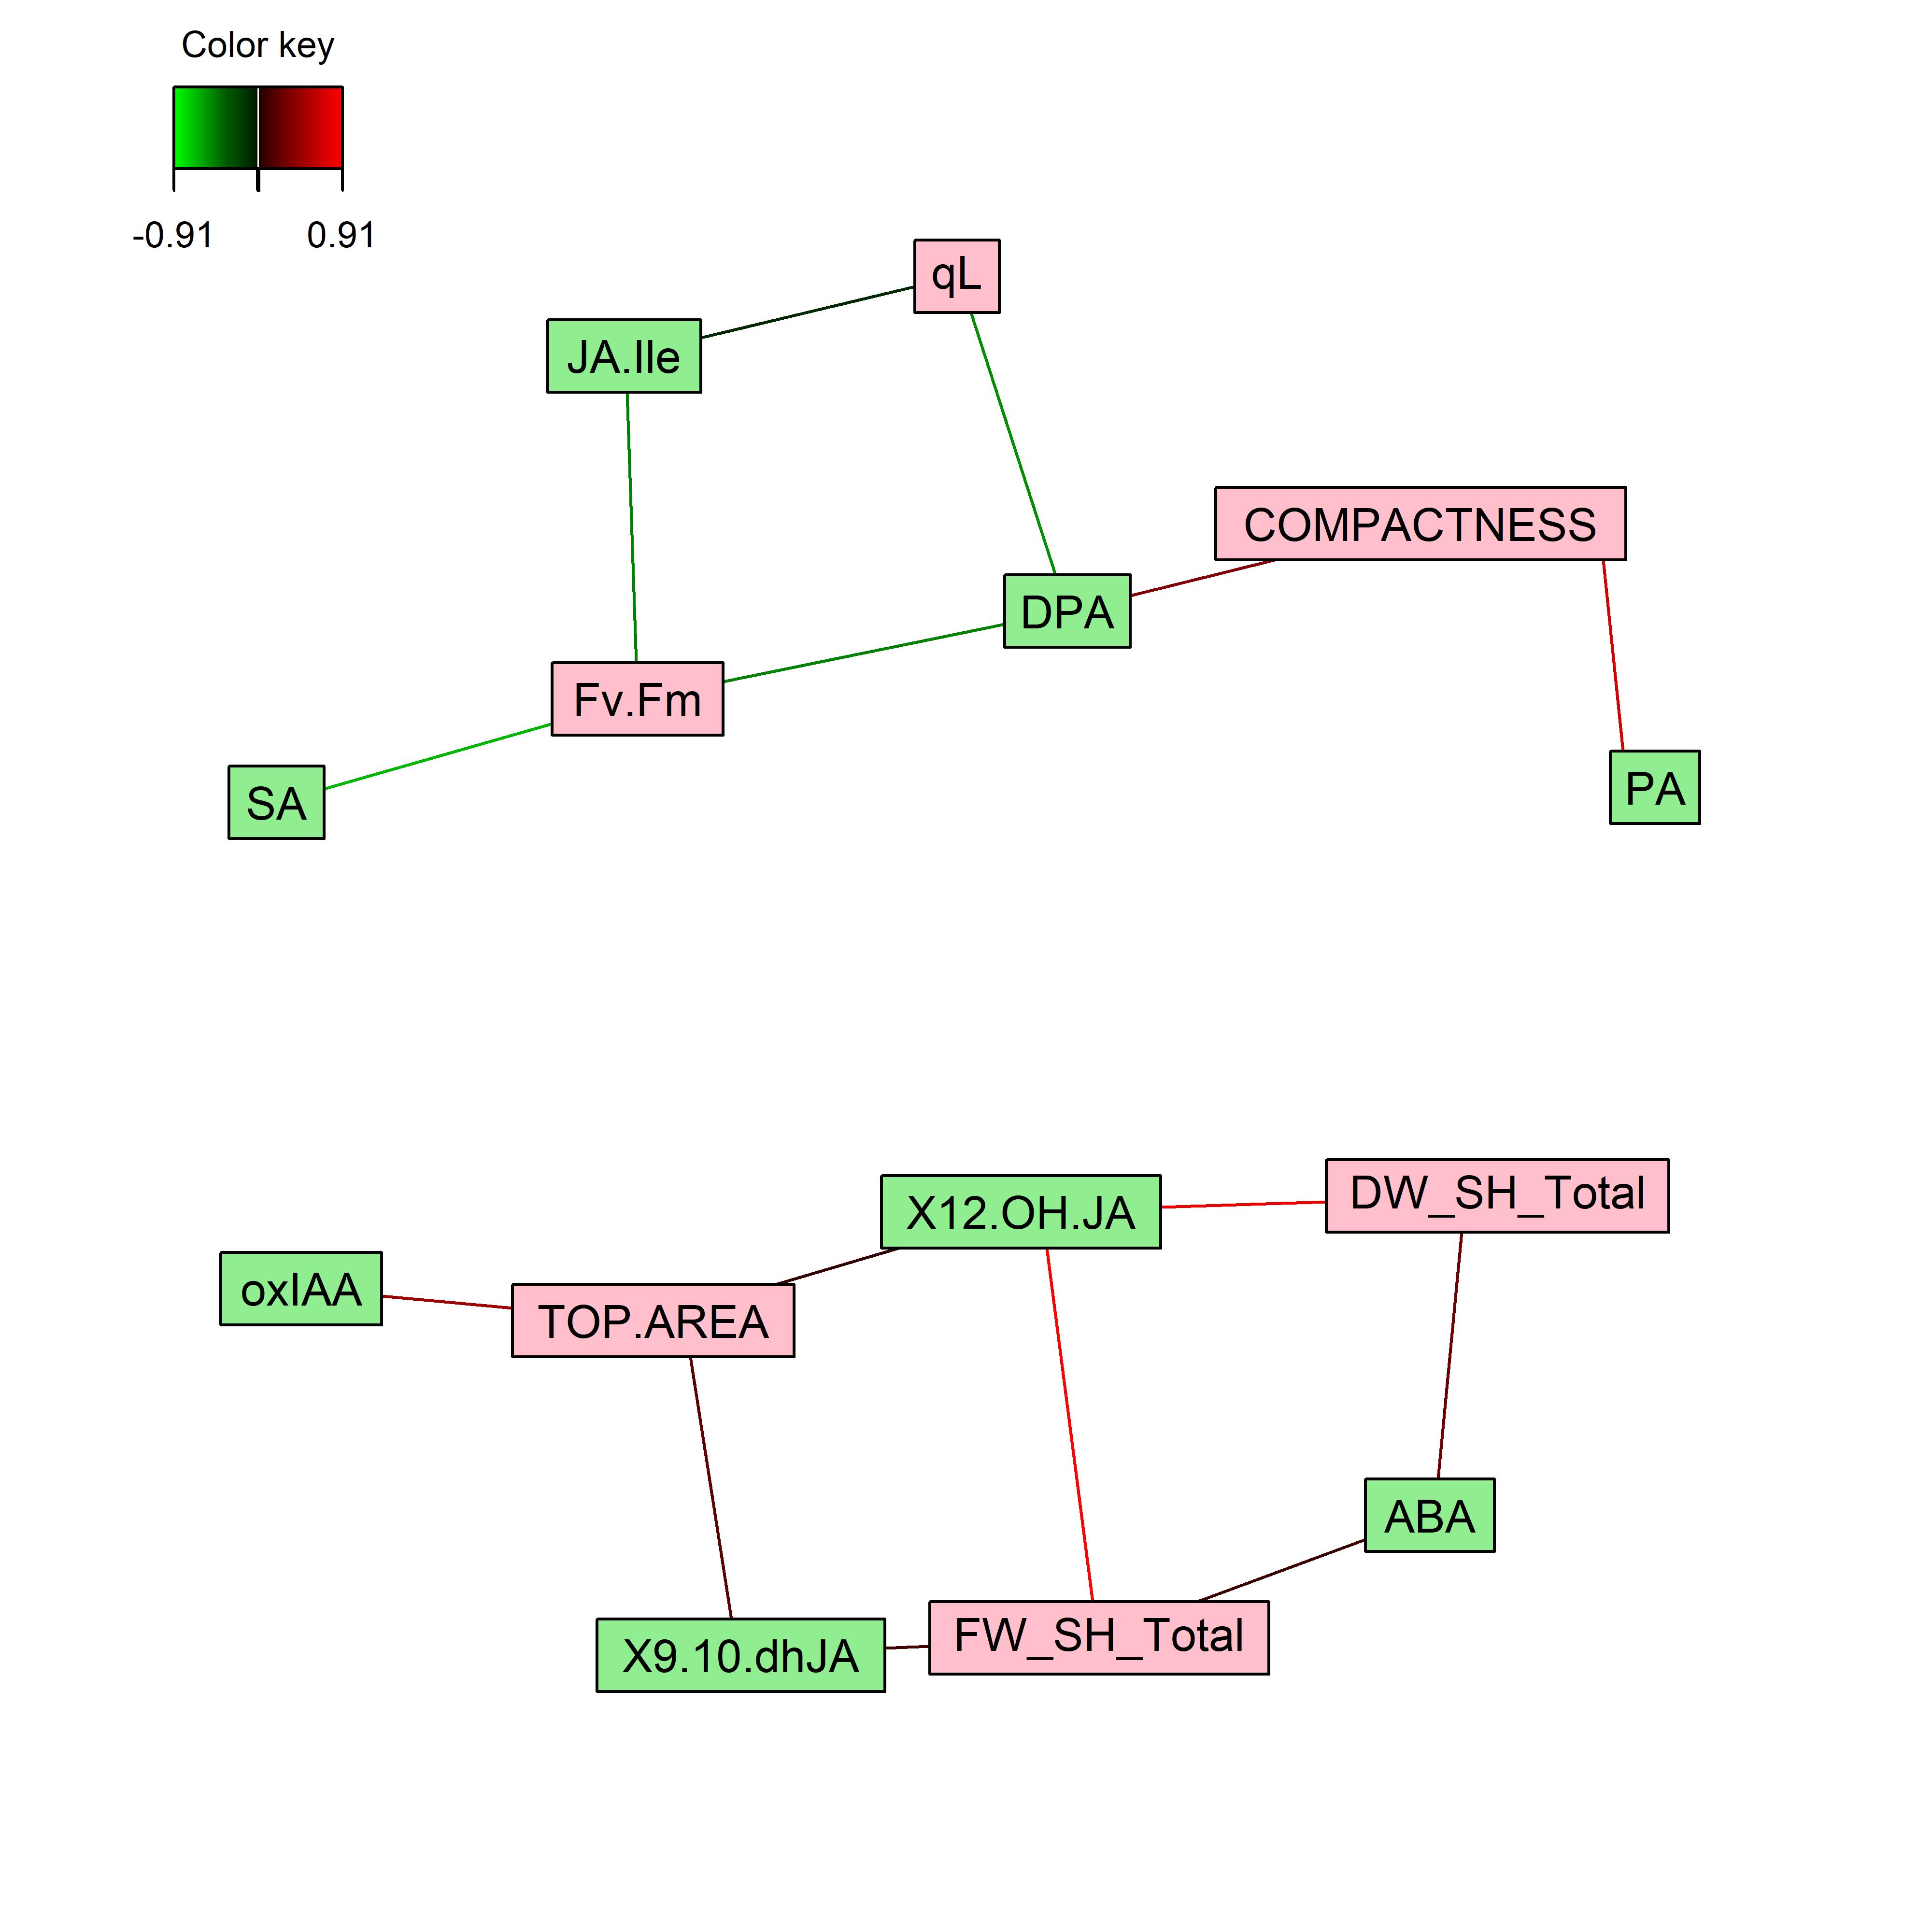 Color key
-0.91 0.91
qL
JA.Ile
COMPACTNESS
DPA
Fv.Fm
PA
SA
DW_SH_Total
X12.OH.JA
oxIAA
TOP.AREA
ABA
FW_SH_Total
X9.10.dhJA